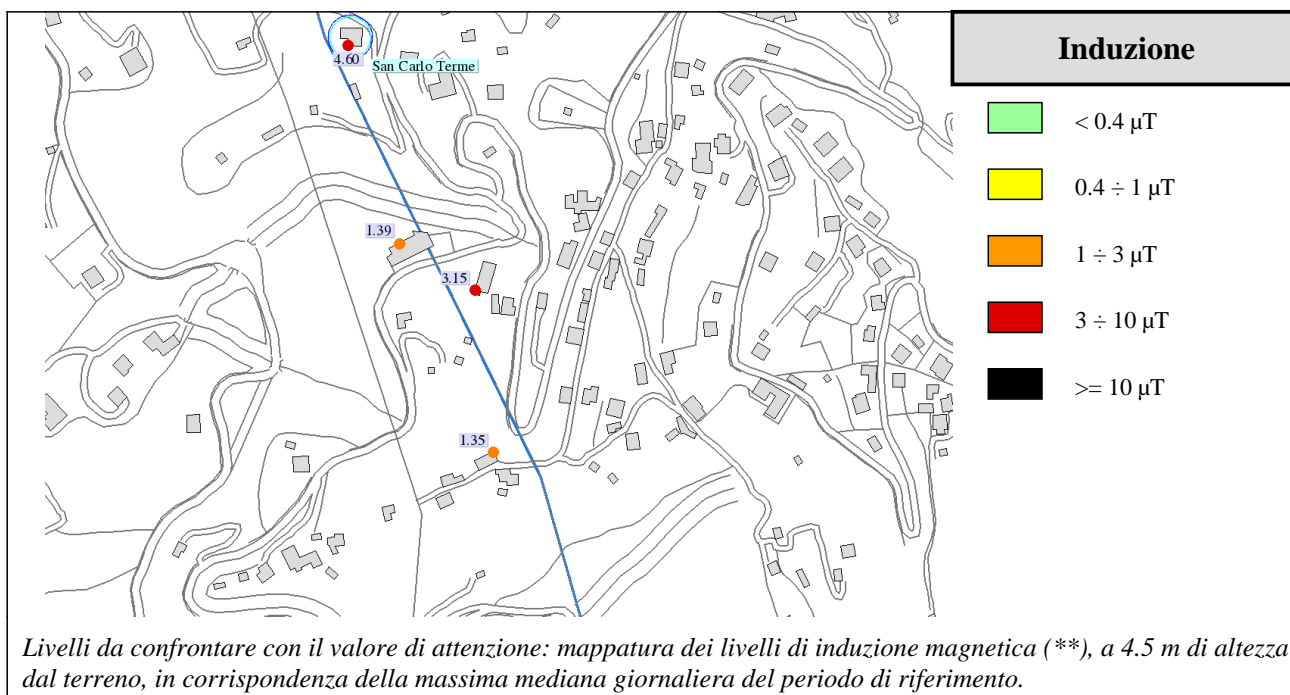 4.60
San Carlo Terme
1.39
3.15
1.35
Induzione
< 0.4 µT
0.4 ÷ 1 µT
1 ÷ 3 µT
3 ÷ 10 µT
>= 10 µT
Livelli da confrontare con il valore di attenzione: mappatura dei livelli di induzione magnetica (**), a 4.5 m di altezza
dal terreno, in corrispondenza della massima mediana giornaliera del periodo di riferimento.